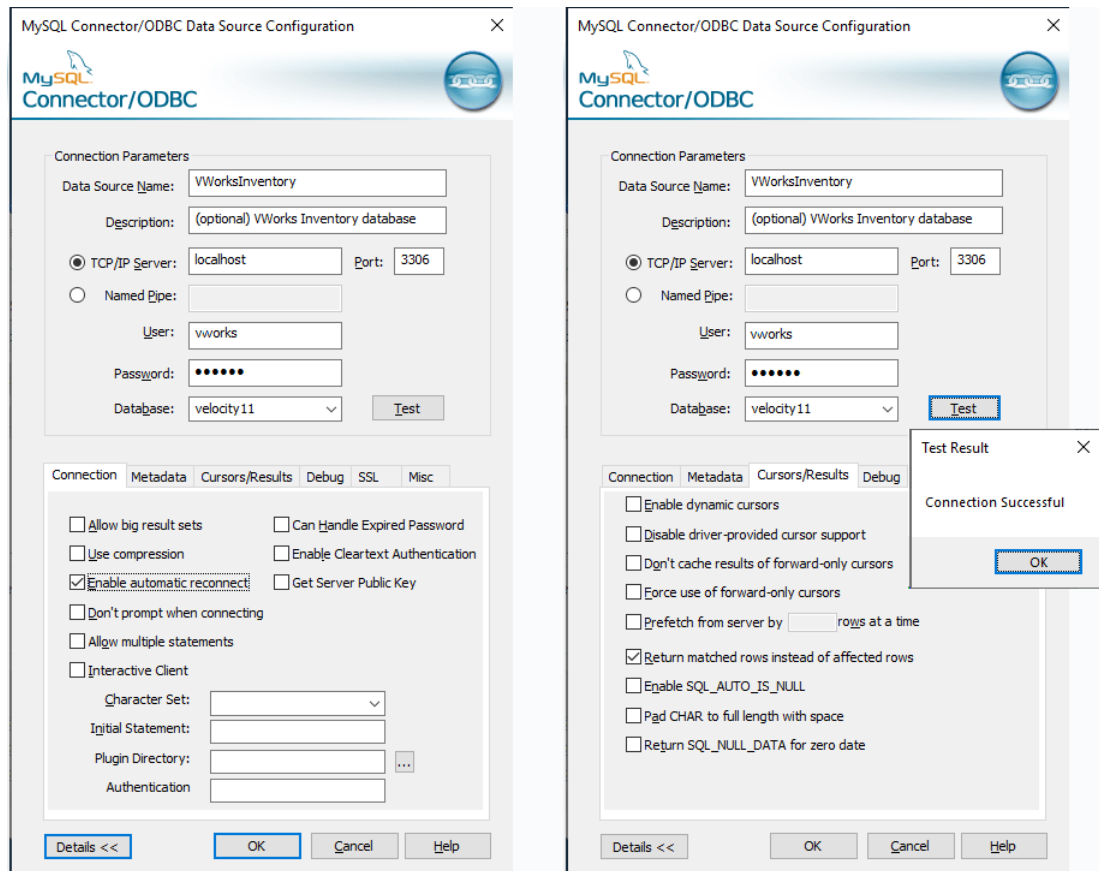 MySQL Connector/ODBC Data Source Configuration
MySQL
Connector/ODBC
Connection Parameters
Data Source Name: VWorksInventory
Description: (optional) VWorks Inventory database
TCP/IP Server: localhost Port: 3306
Named Pipe:
User: vworks
Password: ••••••
Database: velocity11 Test
Connection Metadata Cursors/Results Debug SSL Misc
Allow big result sets Can Handle Expired Password
Use compression Enable Cleartext Authentication
Enable automatic reconnect Get Server Public Key
Don't prompt when connecting
Allow multiple statements
Interactive Client
Character Set:
Initial Statement:
Plugin Directory: ...
Authentication
Details << OK Cancel Help
MySQL Connector/ODBC Data Source Configuration
MySQL
Connector/ODBC
Connection Parameters
Data Source Name: VWorksInventory
Description: (optional) VWorks Inventory database
TCP/IP Server: localhost Port: 3306
Named Pipe:
User: vworks
Password: ••••••
Database: velocity11 Test
Connection Metadata Cursors/Results Debug
Enable dynamic cursors
Disable driver-provided cursor support
Don't cache results of forward-only cursors
Force use of forward-only cursors
Prefetch from server by rows at a time
Return matched rows instead of affected rows
Enable SQL_AUTO_IS_NULL
Pad CHAR to full length with space
Return SQL_NULL_DATA for zero date
Details << OK Cancel Help
Test Result
Connection Successful
OK